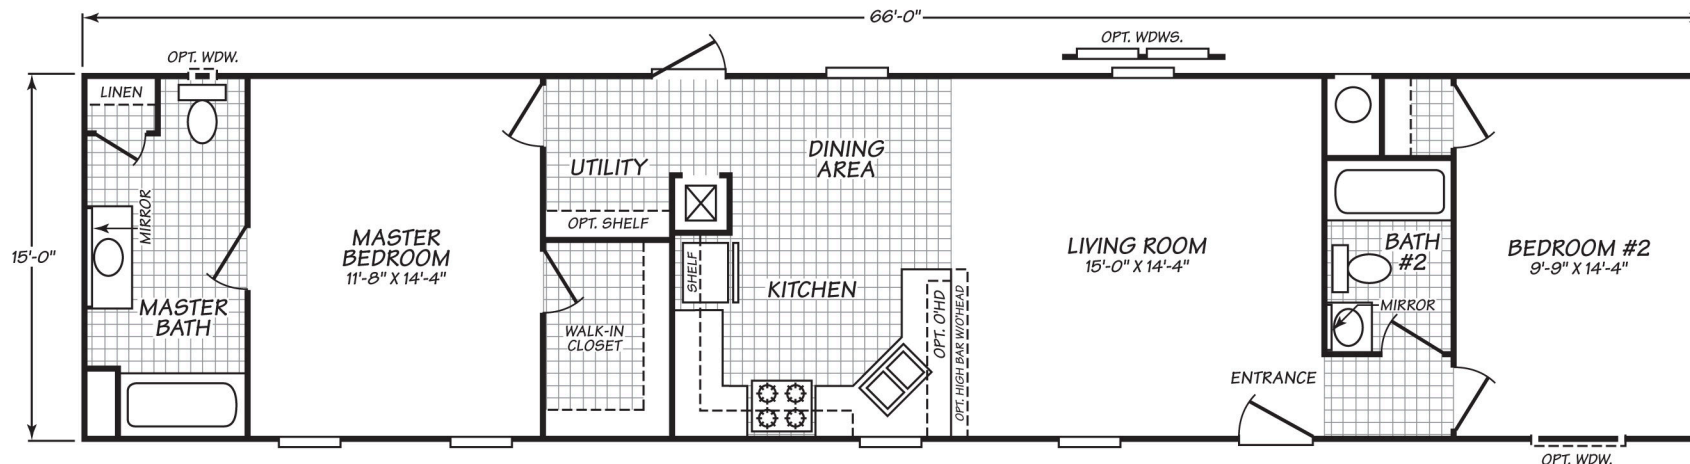 66'-0"
OPT. WDWS.
OPT. WDW.
LINEN
15'-0"
MIRROR
MASTER
BATH
MASTER
BEDROOM
11'-8" X 14'-4"
UTILITY
OPT. SHELF
WALK-IN
CLOSET
DINING
AREA
SHELF
KITCHEN
OPT. O'HD
OPT. HIGH BAR W/O'HEAD
LIVING ROOM
15'-0" X 14'-4"
ENTRANCE
BATH
#2
MIRROR
BEDROOM #2
9'-9" X 14'-4"
OPT. WDW.